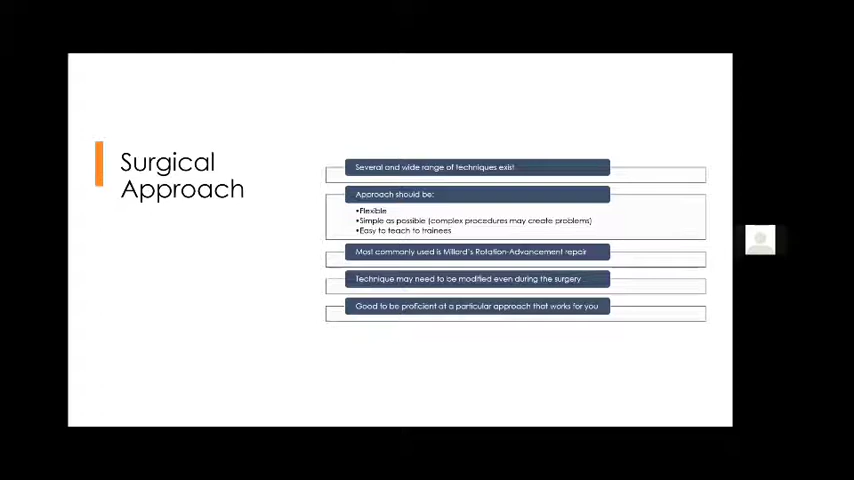 Surgical
Approach
Several and wide range of techniques exist
Approach should be:
•Flexible
•Simple as possible (complex procedures may create problems)
•Easy to teach to trainees
Most commonly used is Millard's Rotation-Advancement repair
Technique may need to be modified even during the surgery
Good to be proficient at a particular approach that works for you